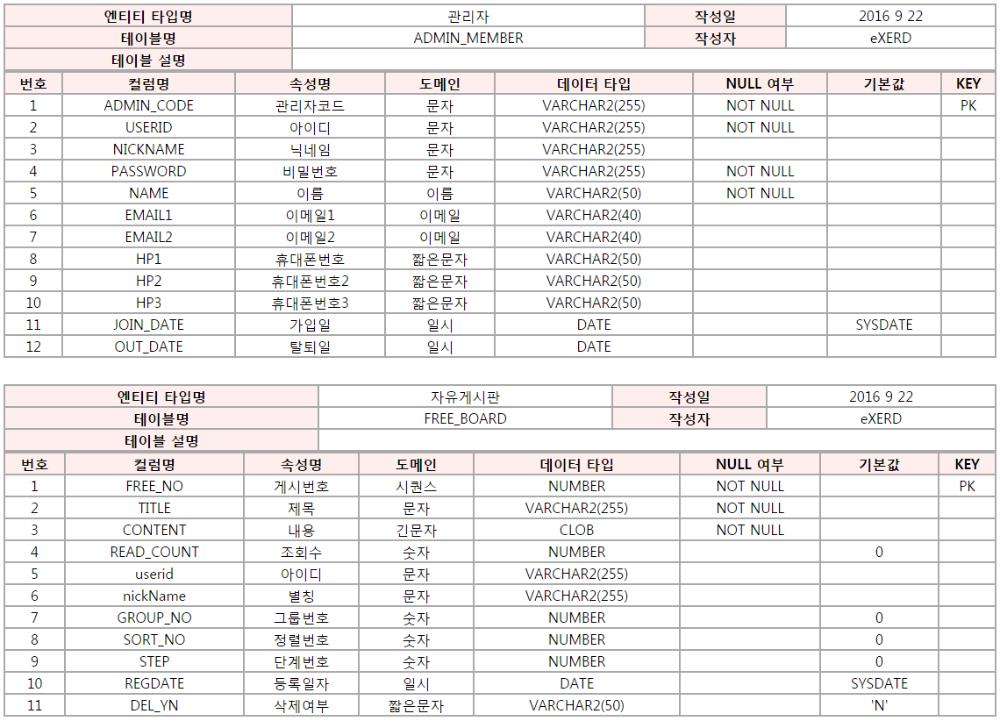 엔티티 타입명 관리자 작성일 2016 9 22
테이블명 ADMIN_MEMBER 작성자 eXERD
테이블 설명
번호 컬럼명 속성명 도메인 데이터 타입 NULL 여부 기본값 KEY
1 ADMIN_CODE 관리자코드 문자 VARCHAR2(255) NOT NULL PK
2 USERID 아이디 문자 VARCHAR2(255) NOT NULL
3 NICKNAME 닉네임 문자 VARCHAR2(255)
4 PASSWORD 비밀번호 문자 VARCHAR2(255) NOT NULL
5 NAME 이름 이름 VARCHAR2(50) NOT NULL
6 EMAIL1 이메일1 이메일 VARCHAR2(40)
7 EMAIL2 이메일2 이메일 VARCHAR2(40)
8 HP1 휴대폰번호 짧은문자 VARCHAR2(50)
9 HP2 휴대폰번호2 짧은문자 VARCHAR2(50)
10 HP3 휴대폰번호3 짧은문자 VARCHAR2(50)
11 JOIN_DATE 가입일 일시 DATE SYSDATE
12 OUT_DATE 탈퇴일 일시 DATE
엔티티 타입명 자유게시판 작성일 2016 9 22
테이블명 FREE_BOARD 작성자 eXERD
테이블 설명
번호 컬럼명 속성명 도메인 데이터 타입 NULL 여부 기본값 KEY
1 FREE_NO 게시번호 시퀀스 NUMBER NOT NULL PK
2 TITLE 제목 문자 VARCHAR2(255) NOT NULL
3 CONTENT 내용 긴문자 CLOB NOT NULL
4 READ_COUNT 조회수 숫자 NUMBER 0
5 userid 아이디 문자 VARCHAR2(255)
6 nickName 별칭 문자 VARCHAR2(255)
7 GROUP_NO 그룹번호 숫자 NUMBER 0
8 SORT_NO 정렬번호 숫자 NUMBER 0
9 STEP 단계번호 숫자 NUMBER 0
10 REGDATE 등록일자 일시 DATE SYSDATE
11 DEL_YN 삭제여부 짧은문자 VARCHAR2(50) 'N'